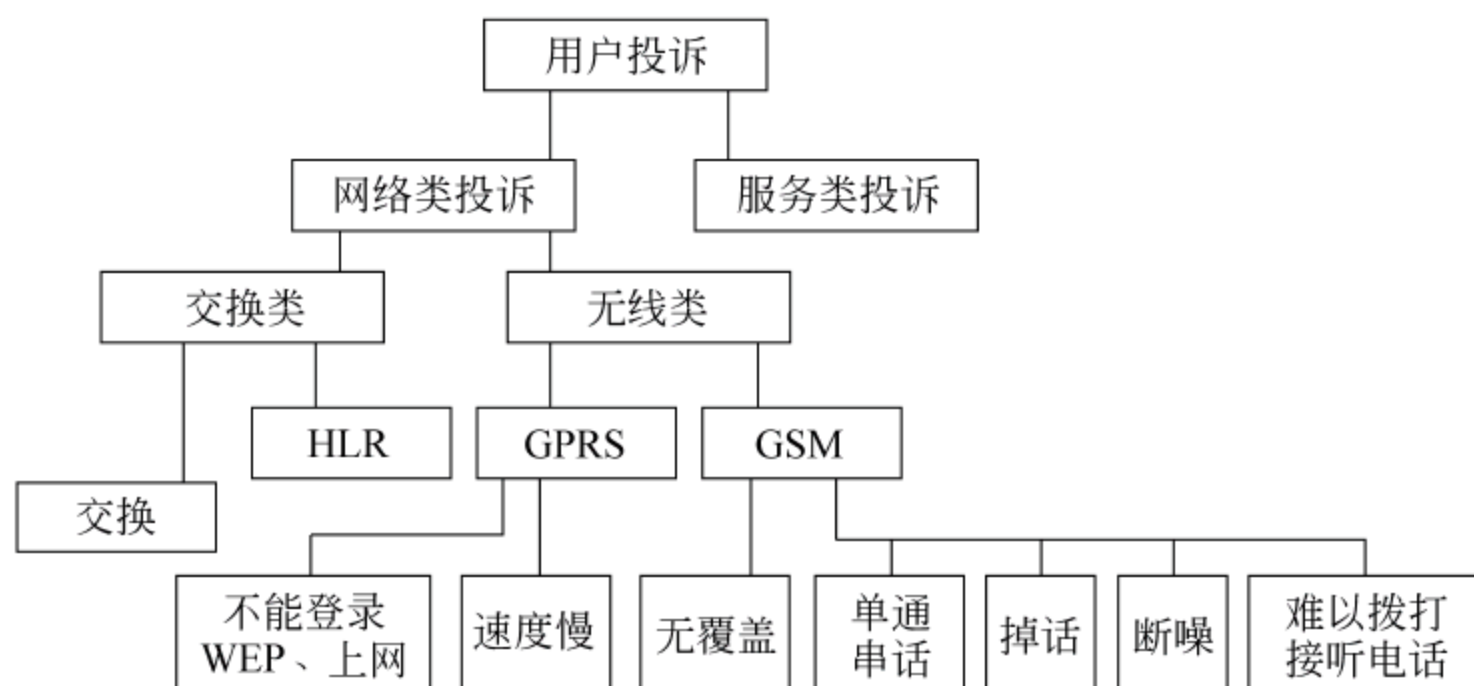 用户投诉
网络类投诉
服务类投诉
交换类
无线类
HLR
GPRS
GSM
交换
不能登录
WEP、上网
速度慢
无覆盖
单通
串话
掉话
断噪
难以拨打
接听电话